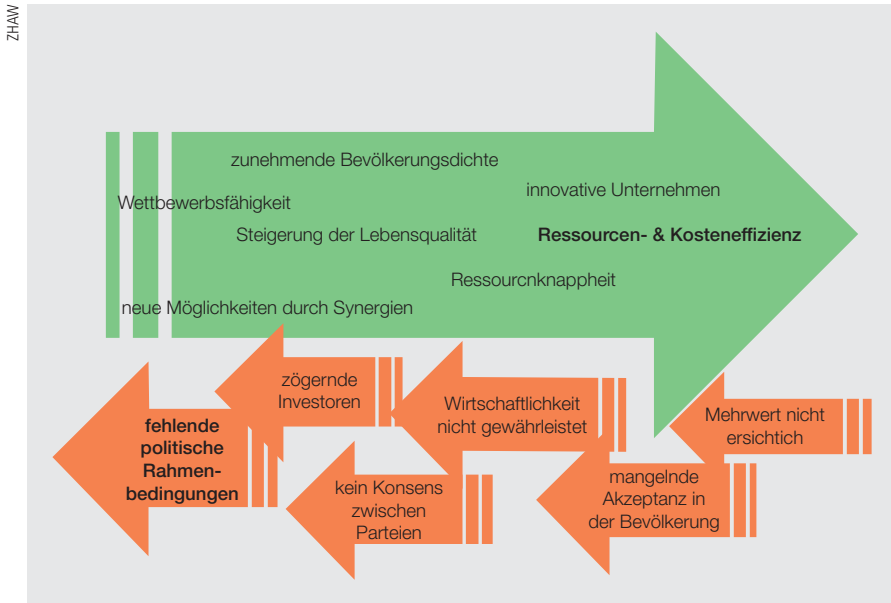 ZHAW
zunehmende Bevölkerungsdichte
innovative Unternehmen
Wettbewerbsfähigkeit
Steigerung der Lebensqualität
Ressourcen- & Kosteneffizienz
Ressourcnknappheit
neue Möglichkeiten durch Synergien
zögernde
Investoren
Wirtschaftlichkeit
nicht gewährleistet
Mehrwert nicht
ersichtich
fehlende
politische
Rahmen-
bedingungen
kein Konsens
zwischen
Parteien
mangelnde
Akzeptanz in
der Bevölkerung